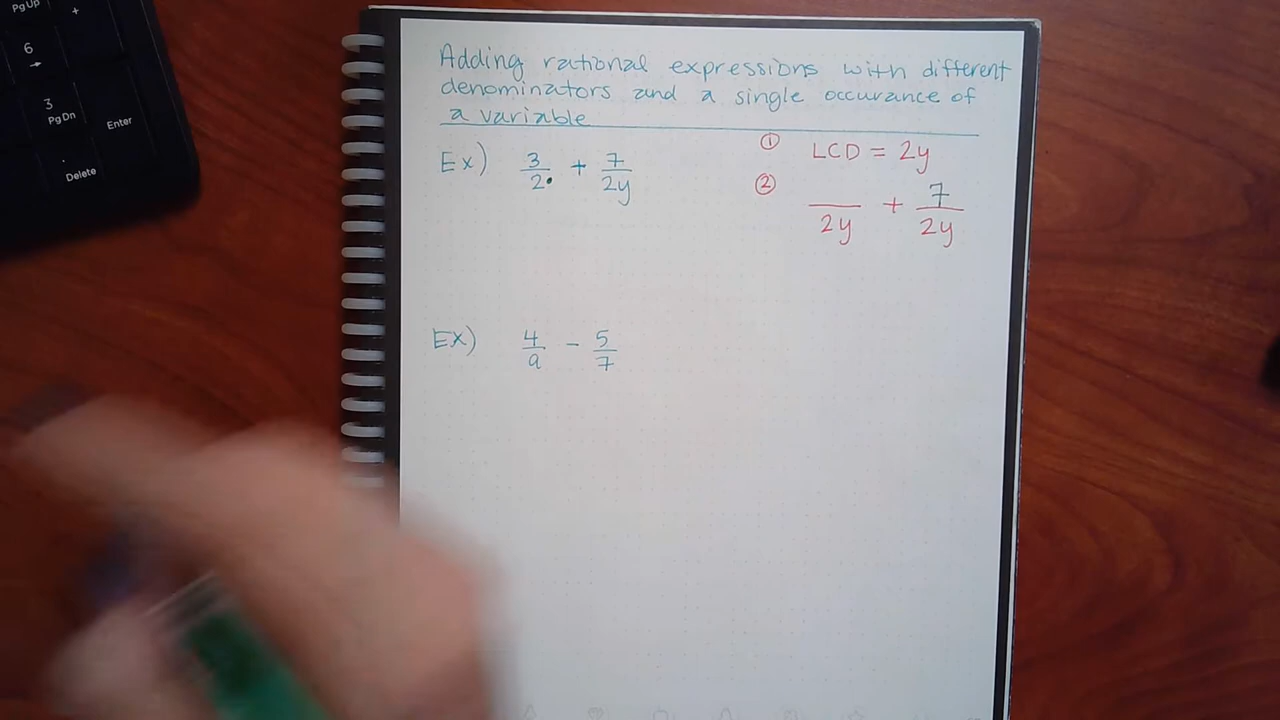 PgUp
+
6
→
3
PgDn
Enter
.
Delete
Adding rational expressions with different
denominators and a single occurance of
a variable
Ex) 3/2. + 7/2y
① LCD = 2y
② /2y + 7/2y
Ex) 4/a - 5/7